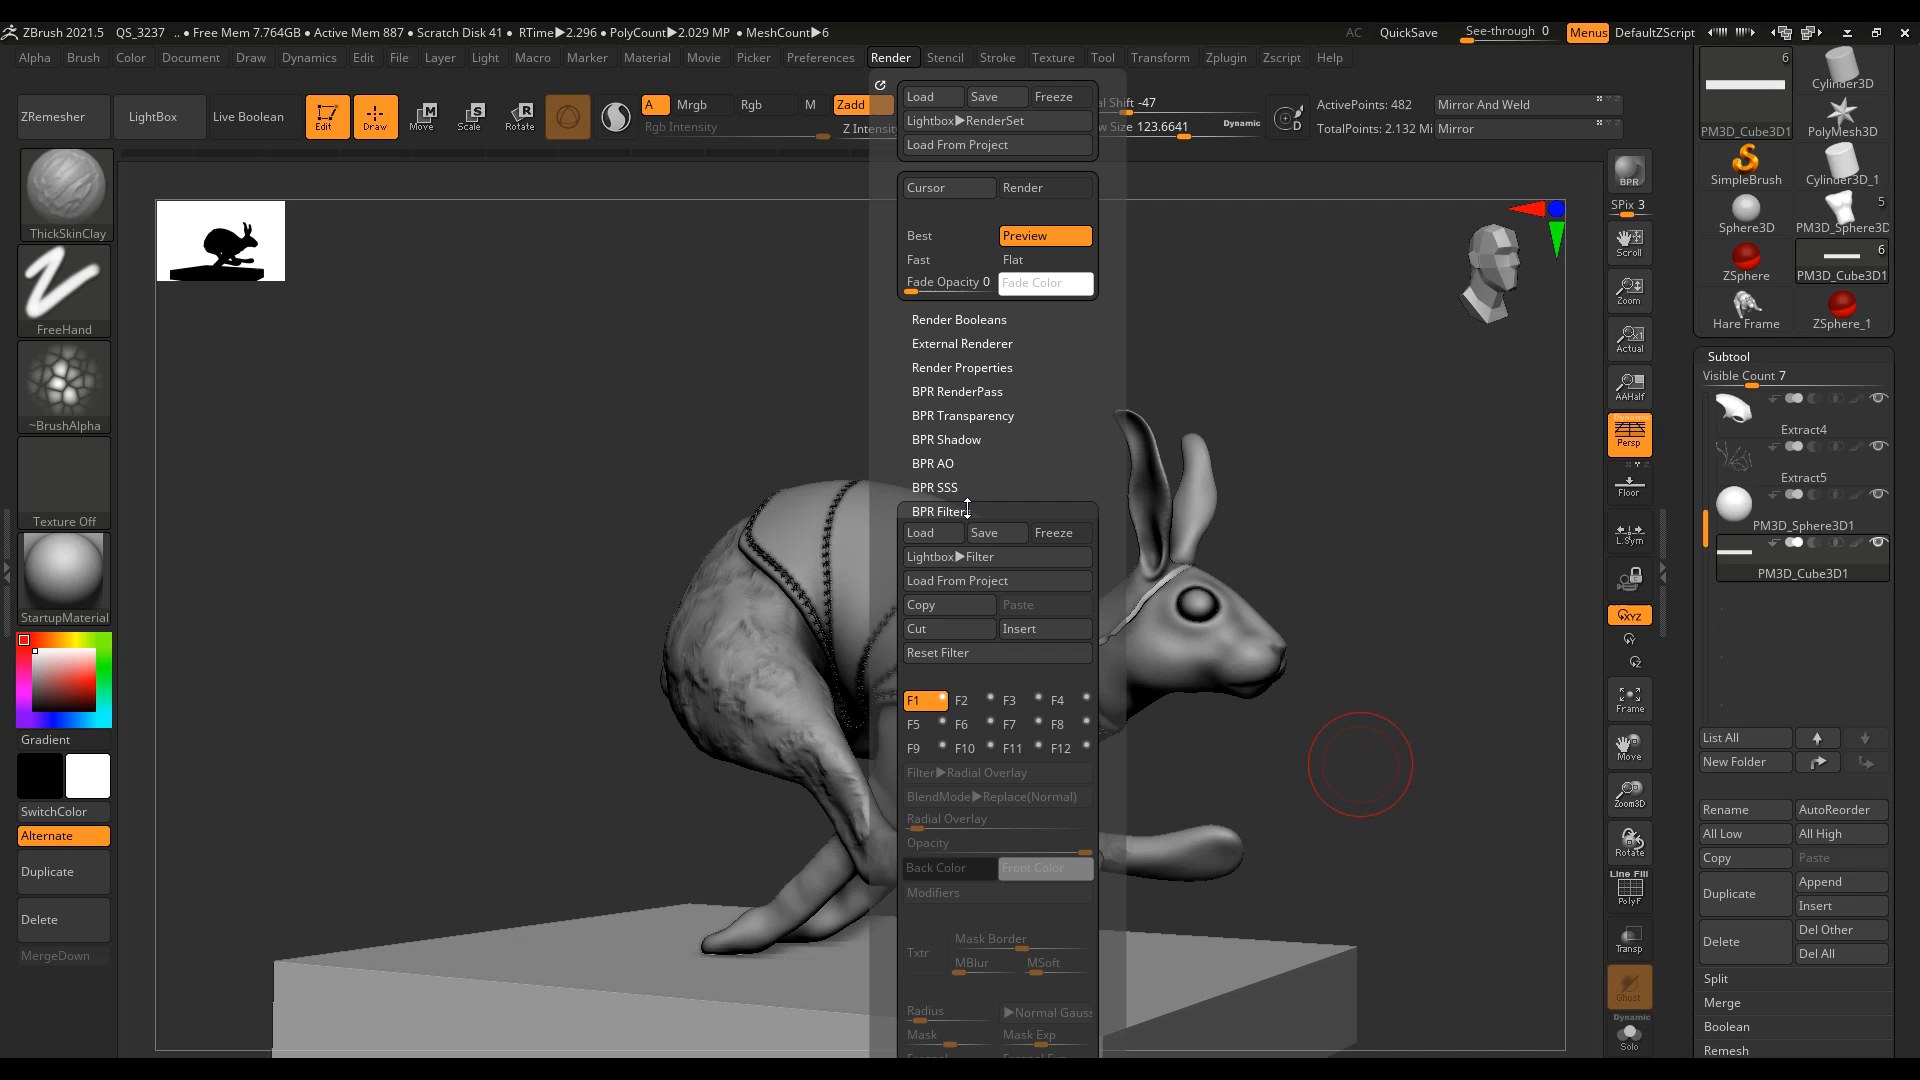 ZBrush 2021.5 QS_3237 .. • Free Mem 7.764GB • Active Mem 887 • Scratch Disk 41 • RTime▶2.296 • PolyCount▶2.029 MP • MeshCount▶6 AC QuickSave See-through 0 Menus DefaultZScript
Alpha Brush Color Document Draw Dynamics Edit File Layer Light Macro Marker Material Movie Picker Preferences Render Stencil Stroke Texture Tool Transform Zplugin Zscript Help
ZRemesher LightBox Live Boolean Edit Draw Move Scale Rotate
A Mrgb Rgb M Zadd
Rgb Intensity Z Intensity
al Shift -47
w Size 123.6641 Dynamic
ActivePoints: 482
TotalPoints: 2.132 Mi
Mirror And Weld
Mirror
ThickSkinClay
FreeHand
~BrushAlpha
Texture Off
StartupMaterial
Gradient
SwitchColor
Alternate
Duplicate
Delete
MergeDown
Load Save Freeze
Lightbox▶RenderSet
Load From Project
Cursor Render
Best Preview
Fast Flat
Fade Opacity 0 Fade Color
Render Booleans
External Renderer
Render Properties
BPR RenderPass
BPR Transparency
BPR Shadow
BPR AO
BPR SSS
BPR Filters
Load Save Freeze
Lightbox▶Filter
Load From Project
Copy Paste
Cut Insert
Reset Filter
F1 F2 F3 F4
F5 F6 F7 F8
F9 F10 F11 F12
Filter▶Radial Overlay
BlendMode▶Replace(Normal)
Radial Overlay
Opacity
Back Color Front Color
Modifiers
Txtr Mask Border
MBlur MSoft
Radius ▶Normal Gauss
Mask Mask Exp
BPR
SPix 3
Scroll
Zoom
Actual
AAHalf
Dynamic
Persp
Floor
L.Sym
XYZ
Y
Z
Frame
Move
Zoom3D
Rotate
Line Fill
PolyF
Transp
Ghost
Dynamic
Solo
6
PM3D_Cube3D1
Cylinder3D
PolyMesh3D
SimpleBrush Cylinder3D_1
5
Sphere3D PM3D_Sphere3D
6
ZSphere PM3D_Cube3D1
Hare Frame ZSphere_1
Subtool
Visible Count 7
Extract4
Extract5
PM3D_Sphere3D1
PM3D_Cube3D1
List All
New Folder
Rename AutoReorder
All Low All High
Copy Paste
Duplicate Append
Insert
Delete Del Other
Del All
Split
Merge
Boolean
Remesh